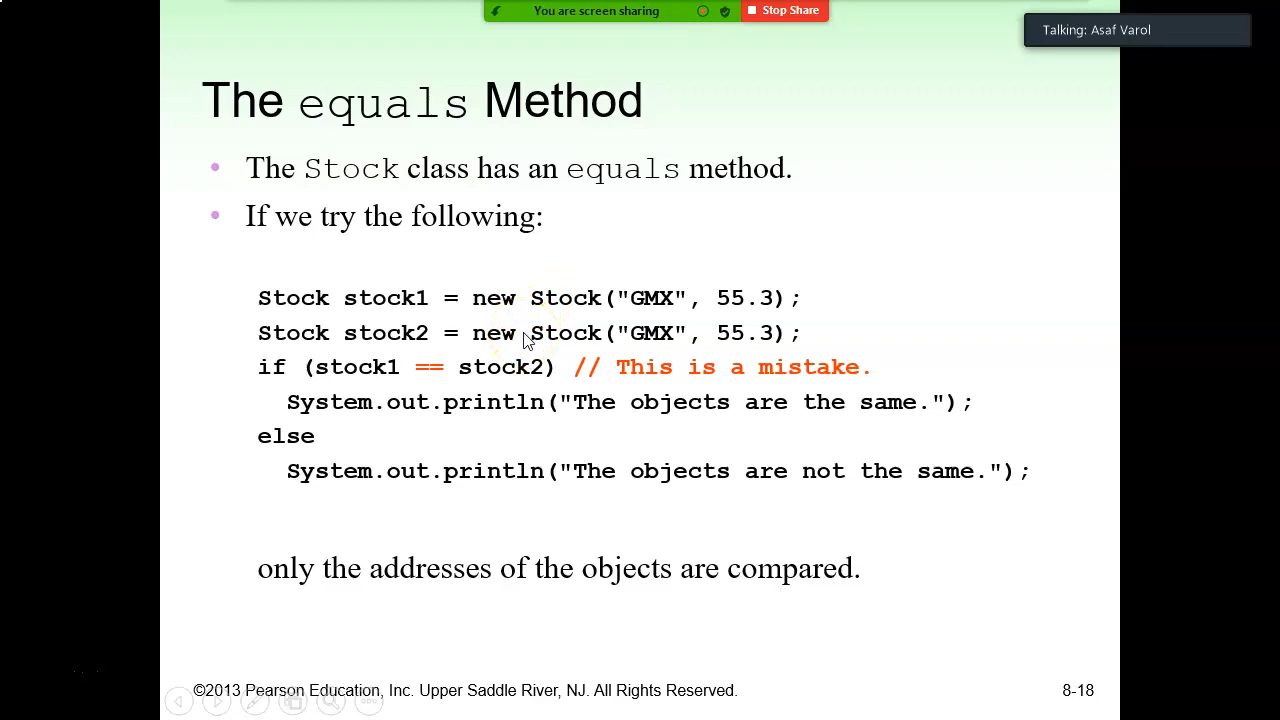 You are screen sharing
Stop Share
Talking: Asaf Varol
The equals Method
• The Stock class has an equals method.
• If we try the following:
Stock stock1 = new Stock("GMX", 55.3);
Stock stock2 = new Stock("GMX", 55.3);
if (stock1 == stock2) // This is a mistake.
System.out.println("The objects are the same.");
else
System.out.println("The objects are not the same.");
only the addresses of the objects are compared.
©2013 Pearson Education, Inc. Upper Saddle River, NJ. All Rights Reserved.
8-18